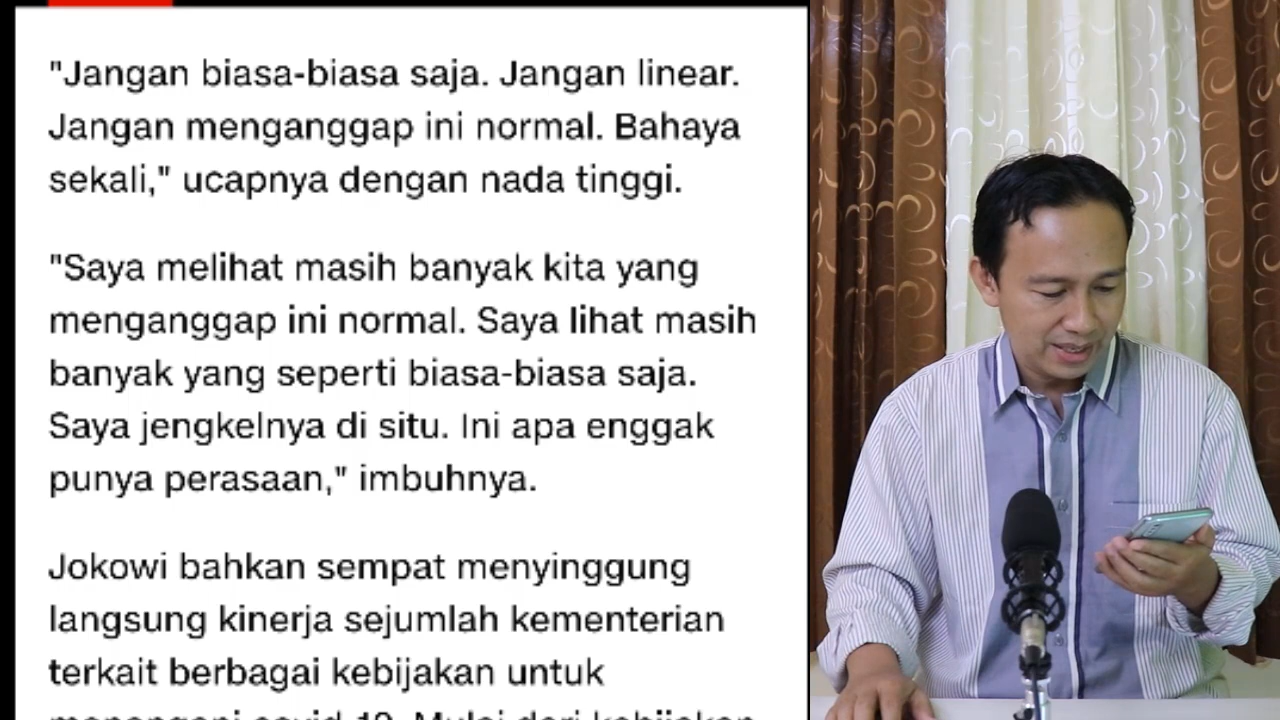 "Jangan biasa-biasa saja. Jangan linear.
Jangan menganggap ini normal. Bahaya
sekali," ucapnya dengan nada tinggi.
"Saya melihat masih banyak kita yang
menganggap ini normal. Saya lihat masih
banyak yang seperti biasa-biasa saja.
Saya jengkelnya di situ. Ini apa enggak
punya perasaan," imbuhnya.
Jokowi bahkan sempat menyinggung
langsung kinerja sejumlah kementerian
terkait berbagai kebijakan untuk